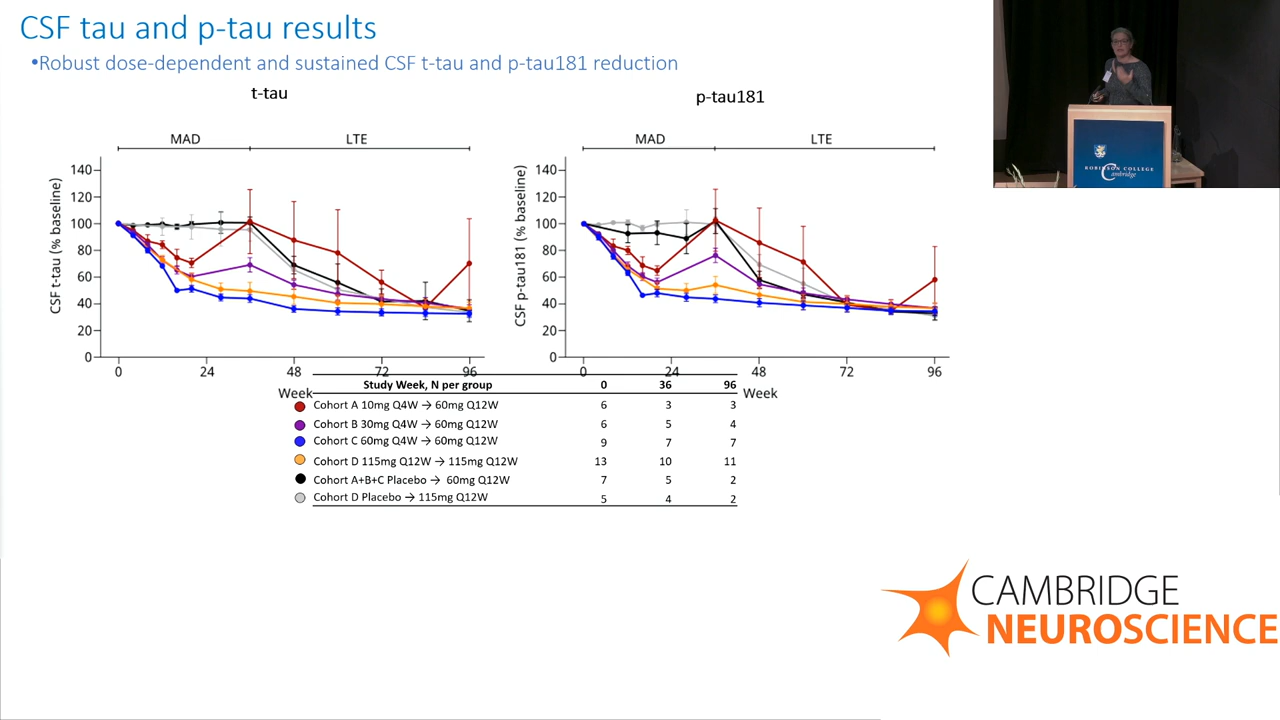 CSF tau and p-tau results
•Robust dose-dependent and sustained CSF t-tau and p-tau181 reduction
t-tau
MAD LTE
CSF t-tau (% baseline)
140
120
100
80
60
40
20
0
0 24 48 72 96
Week
p-tau181
MAD LTE
CSF p-tau181 (% baseline)
140
120
100
80
60
40
20
0
0 24 48 72 96
Week
Study Week, N per group 0 36 96
Cohort A 10mg Q4W → 60mg Q12W 6 3 3
Cohort B 30mg Q4W → 60mg Q12W 6 5 4
Cohort C 60mg Q4W → 60mg Q12W 9 7 7
Cohort D 115mg Q12W → 115mg Q12W 13 10 11
Cohort A+B+C Placebo → 60mg Q12W 7 5 2
Cohort D Placebo → 115mg Q12W 5 4 2
ROBINSON COLLEGE
Cambridge
CAMBRIDGE
NEUROSCIENCE